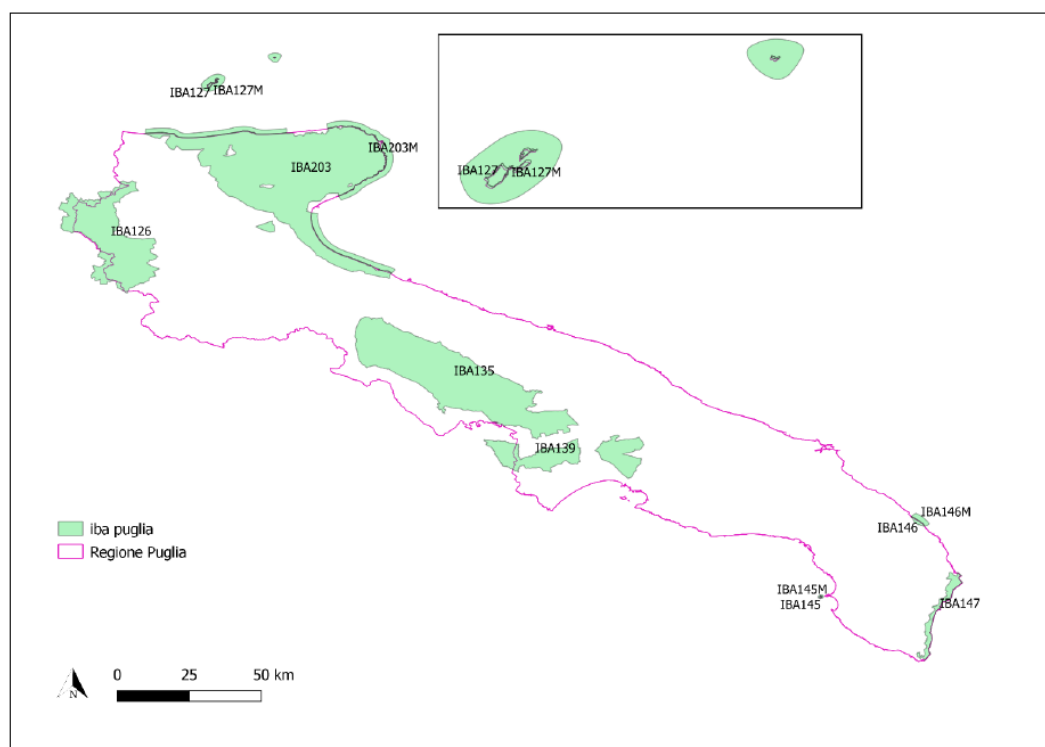 IBA127 IBA127M
IBA127 IBA127M
IBA203M
IBA203
IBA126
IBA135
IBA139
IBA146M
IBA146
iba puglia
Regione Puglia
IBA145M
IBA145
IBA147
0 25 50 km
N